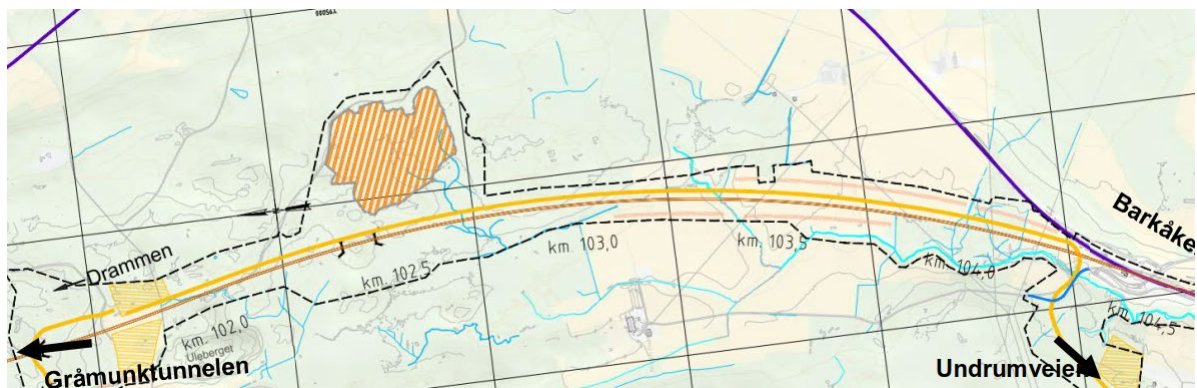 Drammen
Gråmunktunnelen
km. 102,0
Uleberget
km. 102,5
km. 103,0
km. 103,5
km. 104,0
km. 104,5
Barkåke
Undrumveien